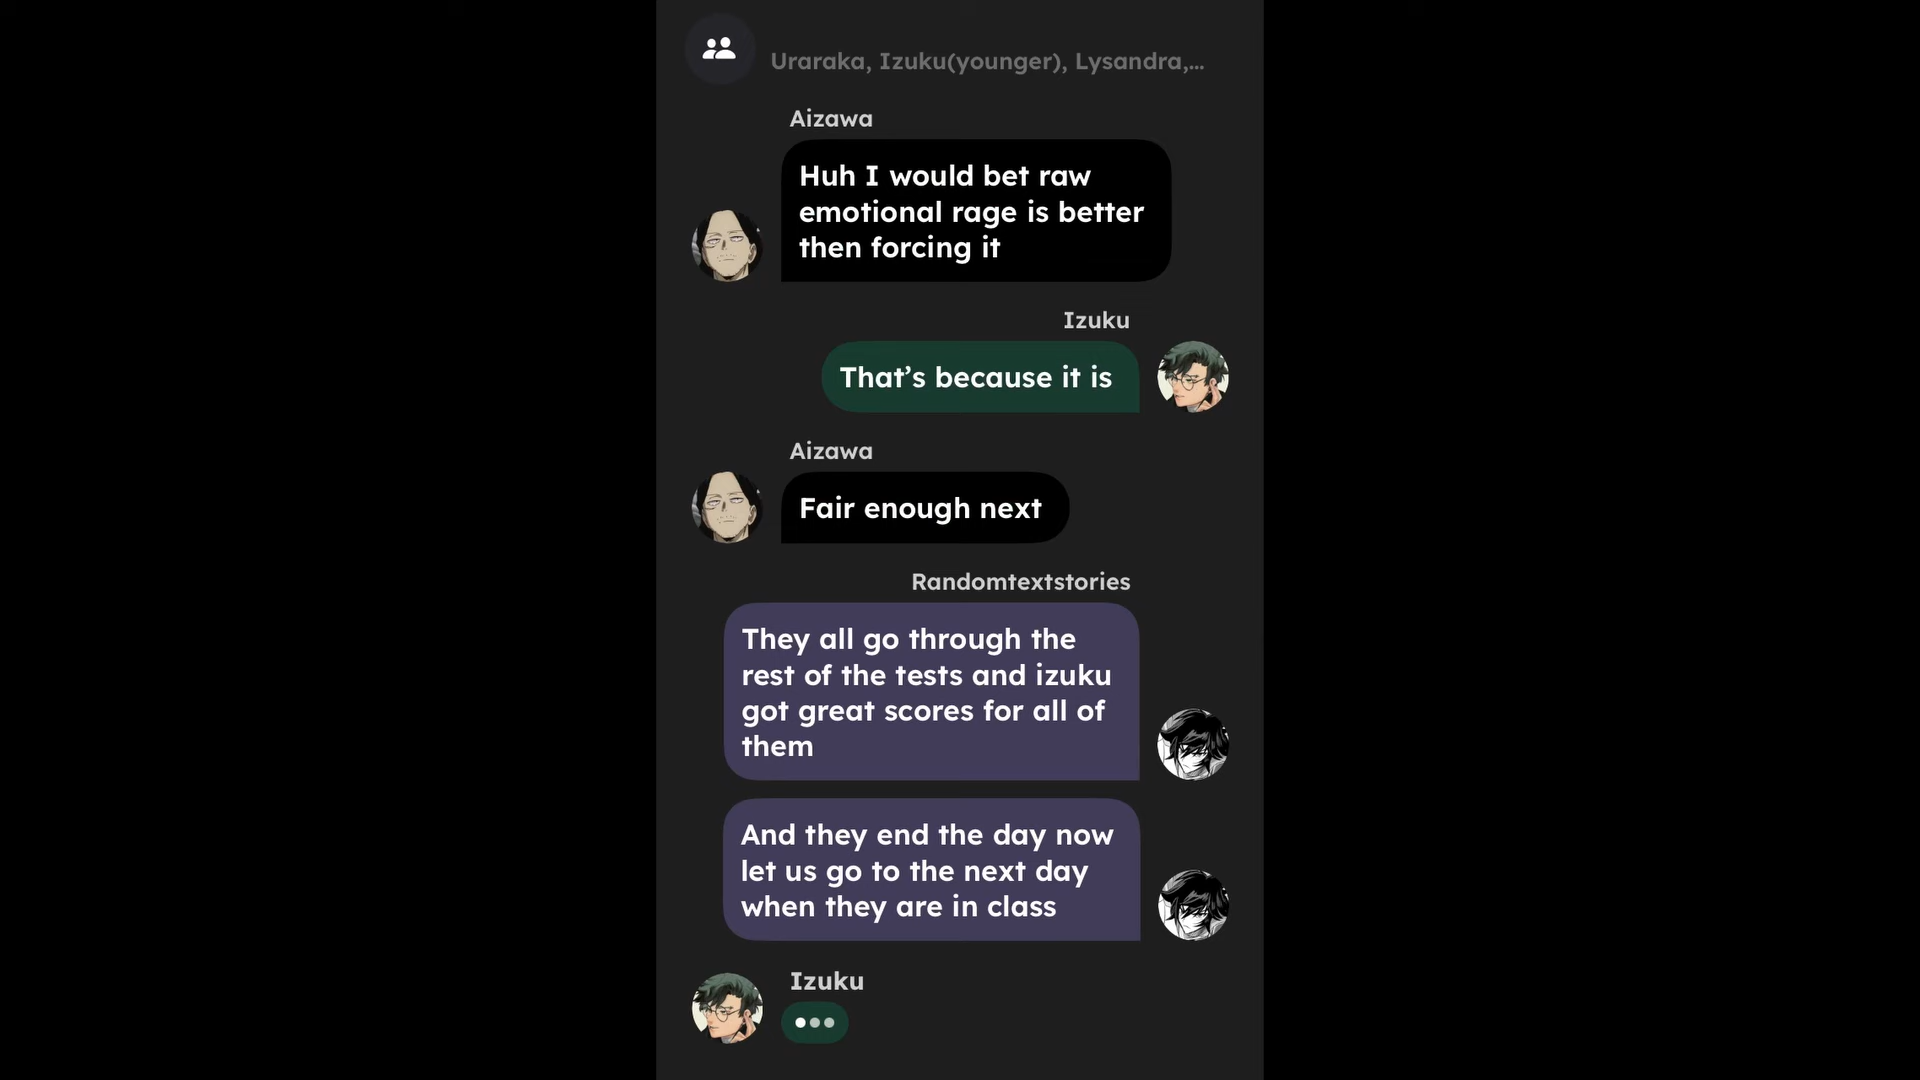 Uraraka, Izuku(younger), Lysandra,...
Aizawa
Huh I would bet raw
emotional rage is better
then forcing it
Izuku
That’s because it is
Aizawa
Fair enough next
Randomtextstories
They all go through the
rest of the tests and izuku
got great scores for all of
them
And they end the day now
let us go to the next day
when they are in class
Izuku